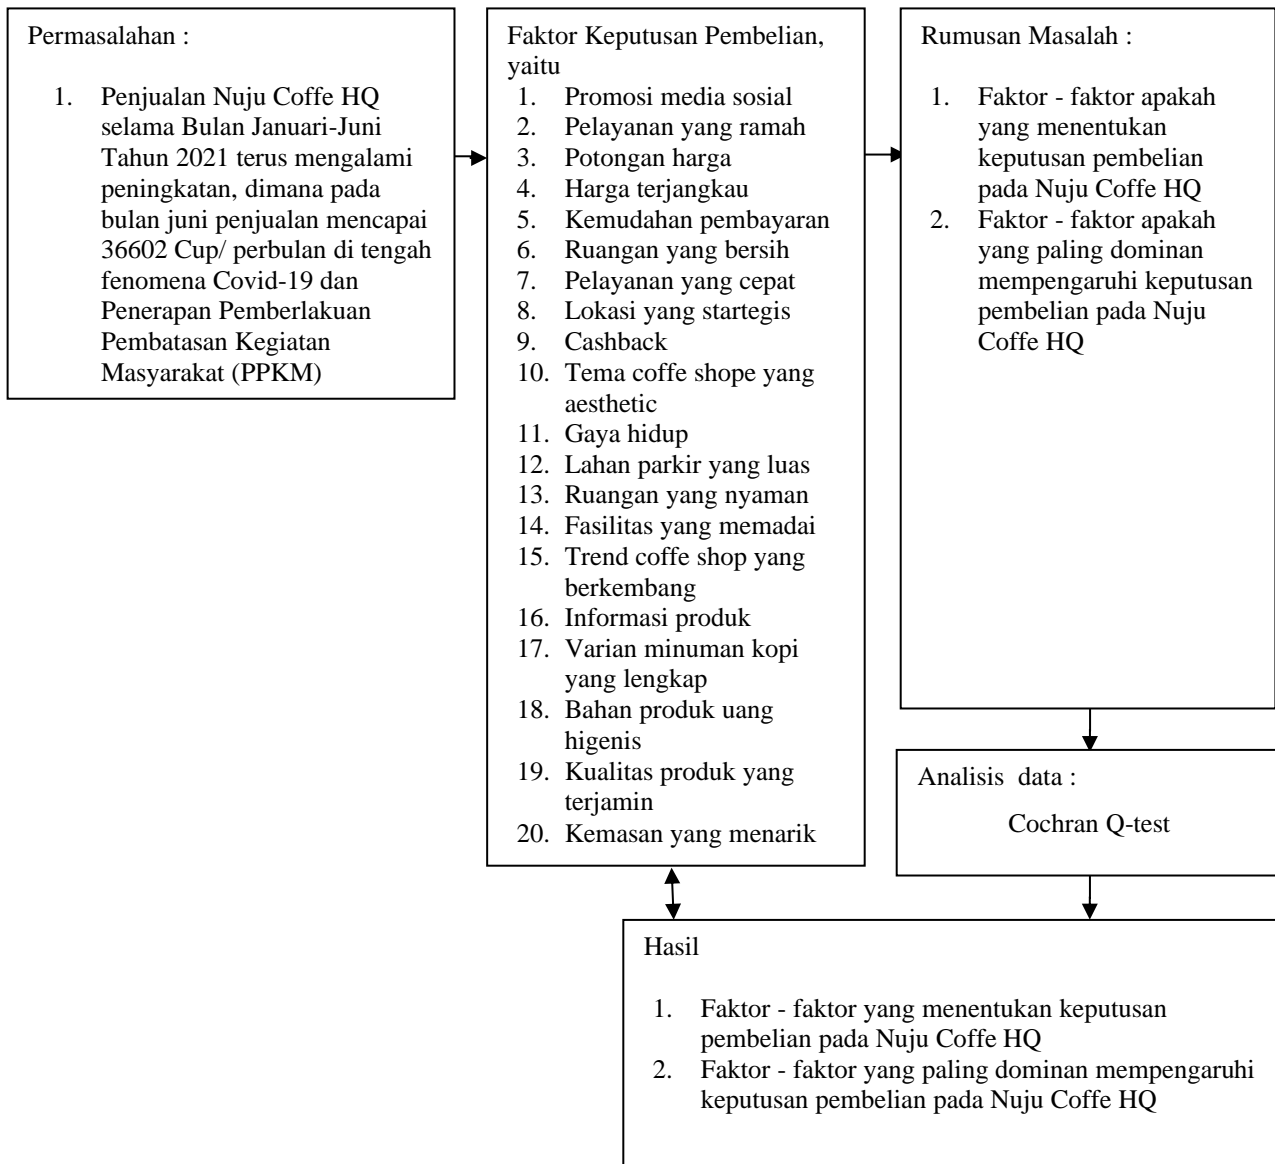 Permasalahan :
1. Penjualan Nuju Coffe HQ
selama Bulan Januari-Juni
Tahun 2021 terus mengalami
peningkatan, dimana pada
bulan juni penjualan mencapai
36602 Cup/ perbulan di tengah
fenomena Covid-19 dan
Penerapan Pemberlakuan
Pembatasan Kegiatan
Masyarakat (PPKM)
Faktor Keputusan Pembelian,
yaitu
1. Promosi media sosial
2. Pelayanan yang ramah
3. Potongan harga
4. Harga terjangkau
5. Kemudahan pembayaran
6. Ruangan yang bersih
7. Pelayanan yang cepat
8. Lokasi yang startegis
9. Cashback
10. Tema coffe shope yang
aesthetic
11. Gaya hidup
12. Lahan parkir yang luas
13. Ruangan yang nyaman
14. Fasilitas yang memadai
15. Trend coffe shop yang
berkembang
16. Informasi produk
17. Varian minuman kopi
yang lengkap
18. Bahan produk uang
higenis
19. Kualitas produk yang
terjamin
20. Kemasan yang menarik
Rumusan Masalah :
1. Faktor - faktor apakah
yang menentukan
keputusan pembelian
pada Nuju Coffe HQ
2. Faktor - faktor apakah
yang paling dominan
mempengaruhi keputusan
pembelian pada Nuju
Coffe HQ
Analisis data :
Cochran Q-test
Hasil
1. Faktor - faktor yang menentukan keputusan
pembelian pada Nuju Coffe HQ
2. Faktor - faktor yang paling dominan mempengaruhi
keputusan pembelian pada Nuju Coffe HQ